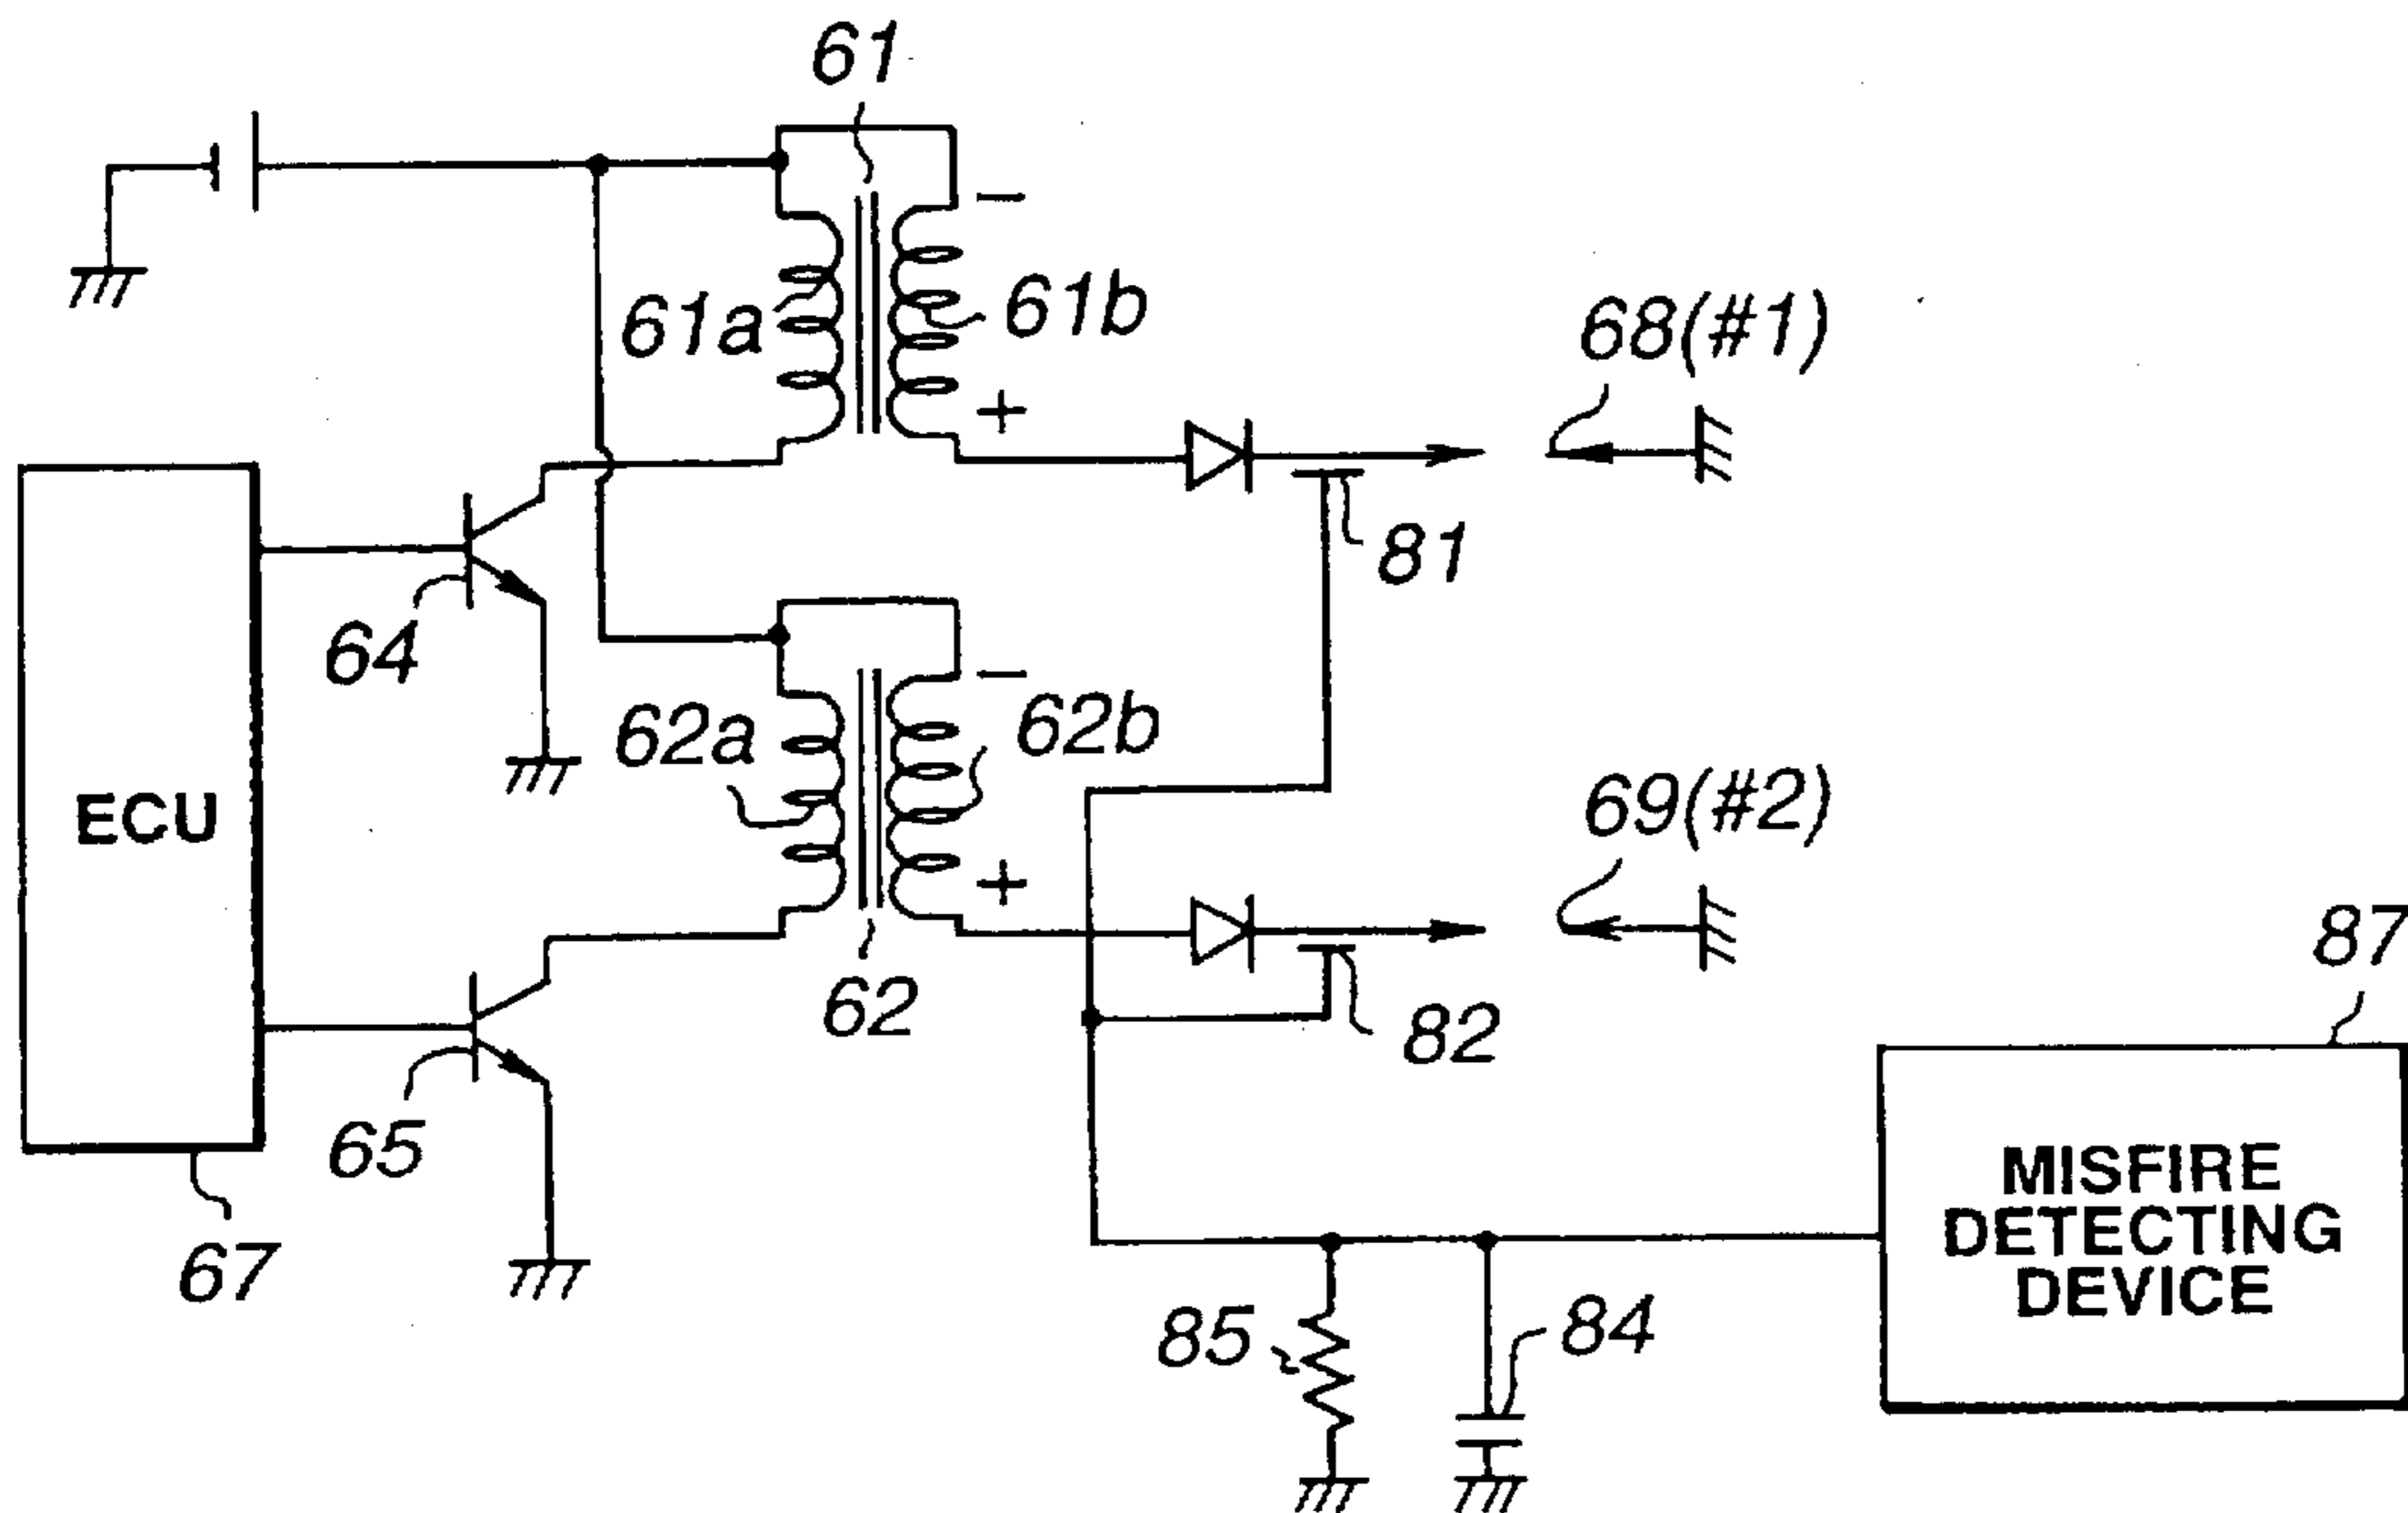 61
−
61a
61b
68(#1)
+
81
64
−
62a
62b
69(#2)
ECU
+
87
62
82
65
MISFIRE
DETECTING
DEVICE
67
85
84